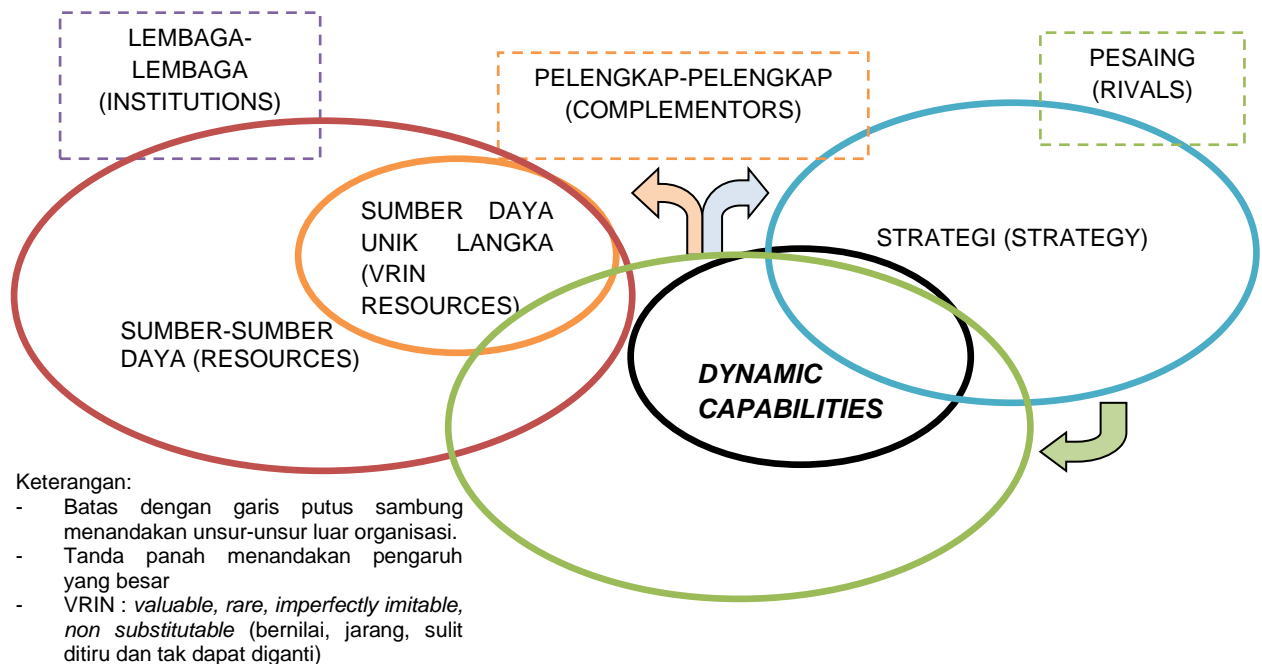 LEMBAGA-
LEMBAGA
(INSTITUTIONS)
PELENGKAP-PELENGKAP
(COMPLEMENTORS)
PESAING
(RIVALS)
SUMBER DAYA
UNIK LANGKA
(VRIN
RESOURCES)
STRATEGI (STRATEGY)
SUMBER-SUMBER
DAYA (RESOURCES)
DYNAMIC
CAPABILITIES
Keterangan:
- Batas dengan garis putus sambung
menandakan unsur-unsur luar organisasi.
- Tanda panah menandakan pengaruh
yang besar
- VRIN : valuable, rare, imperfectly imitable,
non substitutable (bernilai, jarang, sulit
ditiru dan tak dapat diganti)